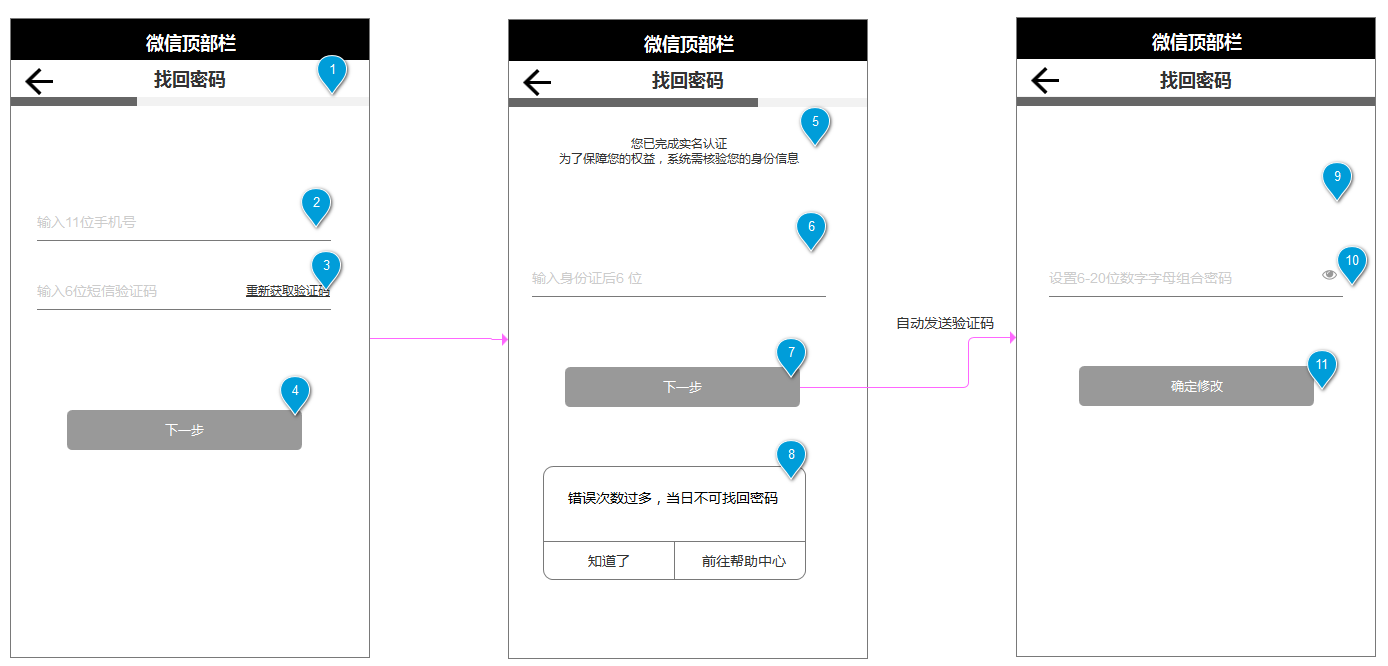 微信顶部栏
找回密码
1
输入11位手机号
2
输入6位短信验证码
重新获取验证码
3
4
下一步
微信顶部栏
找回密码
5
您已完成实名认证
为了保障您的权益，系统需核验您的身份信息
6
输入身份证后6 位
7
下一步
8
错误次数过多，当日不可找回密码
知道了
前往帮助中心
自动发送验证码
微信顶部栏
找回密码
9
设置6-20位数字字母组合密码
10
11
确定修改